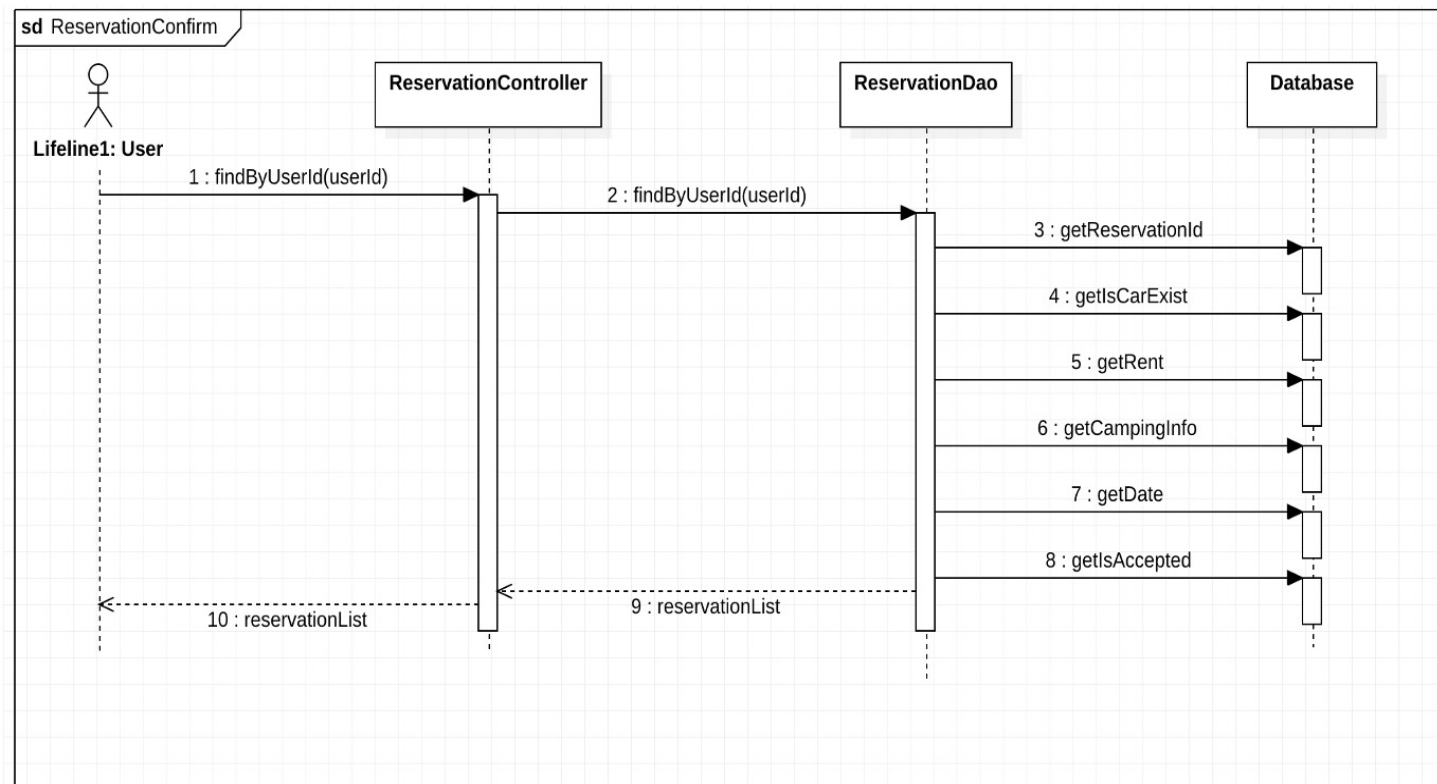 sd ReservationConfirm
ReservationController
ReservationDao
Database
Lifeline1: User
1 : findByUserId(userId)
2 : findByUserId(userId)
3 : getReservationId
4 : getIsCarExist
5 : getRent
6 : getCampingInfo
7 : getDate
8 : getIsAccepted
9 : reservationList
10 : reservationList